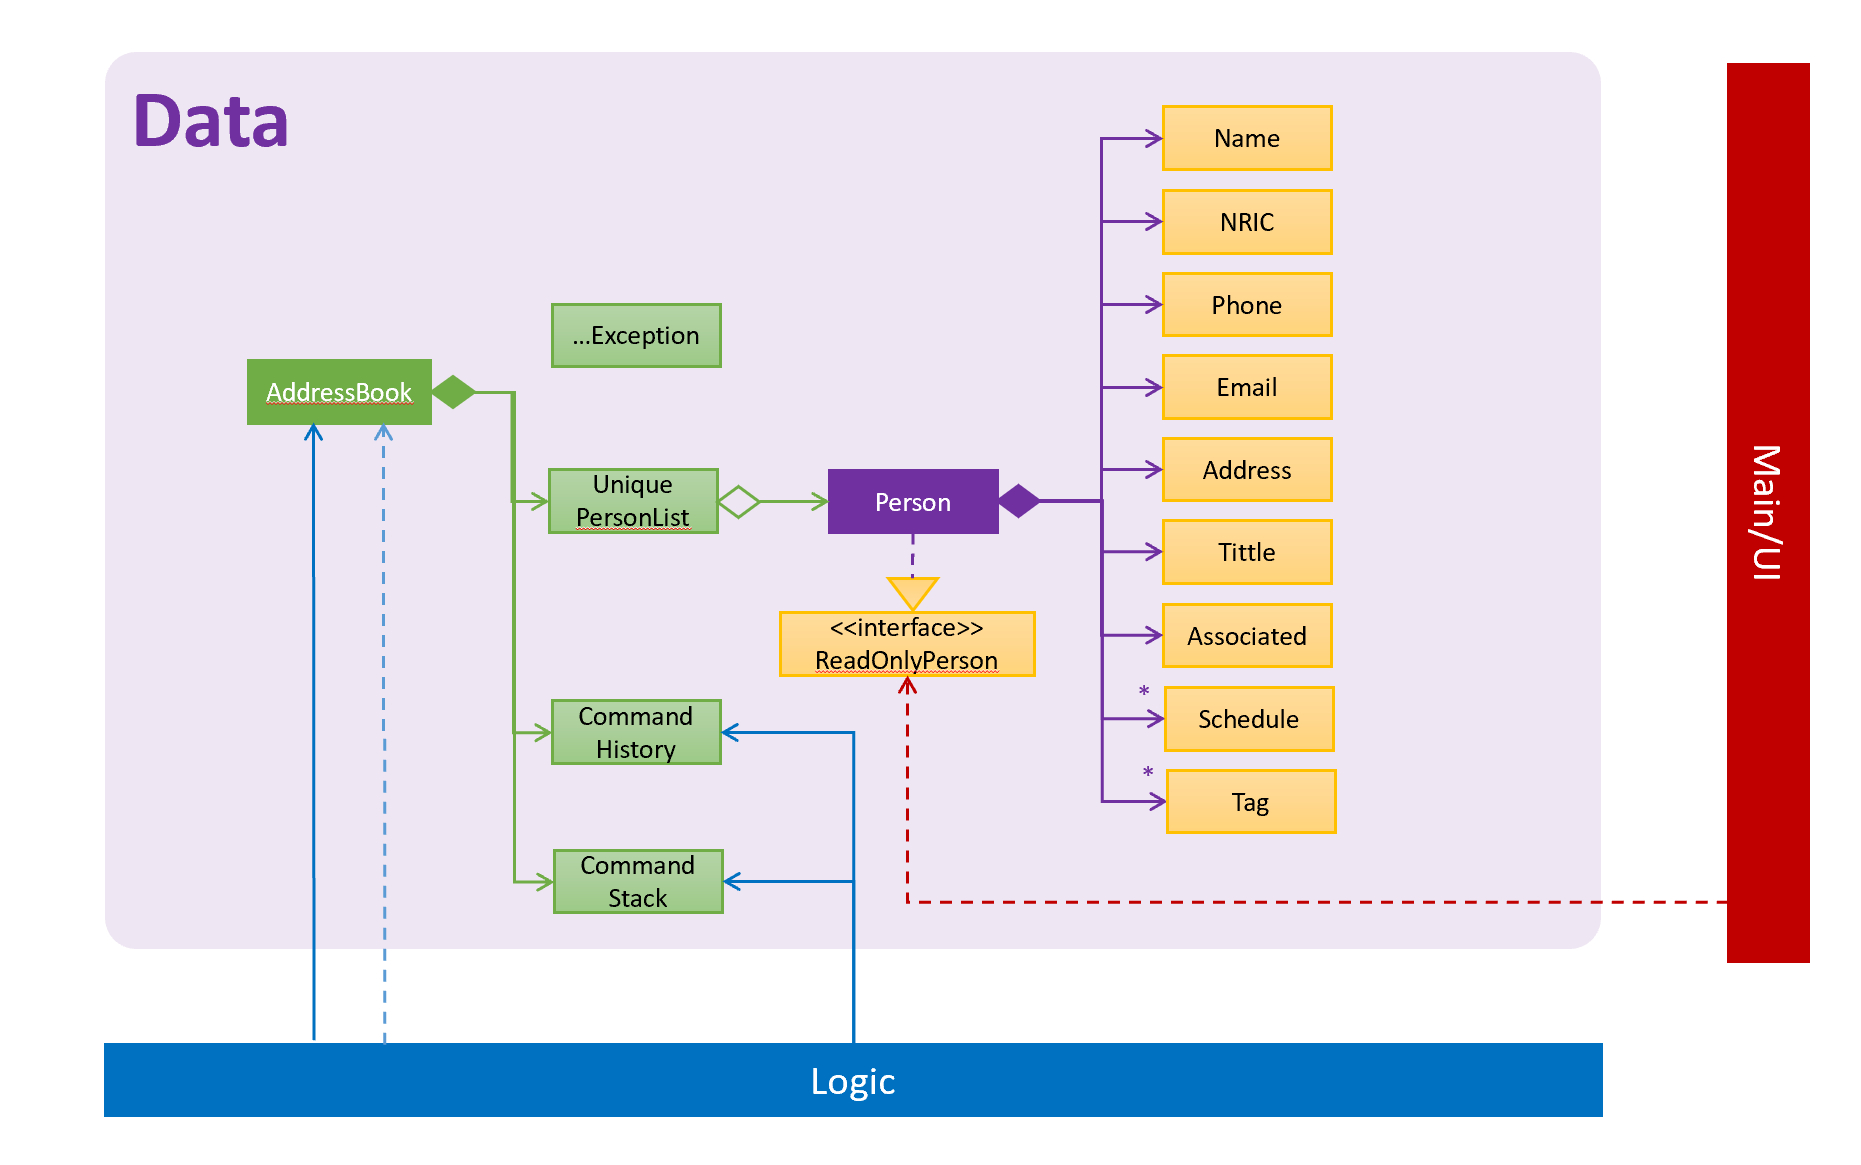 Data
Name
NRIC
Phone
...Exception
Email
AddressBook
Address
Unique
PersonList
Person
Tittle
<<interface>>
ReadOnlyPerson
Associated
*
Schedule
Command
History
*
Tag
Command
Stack
Main/UI
Logic